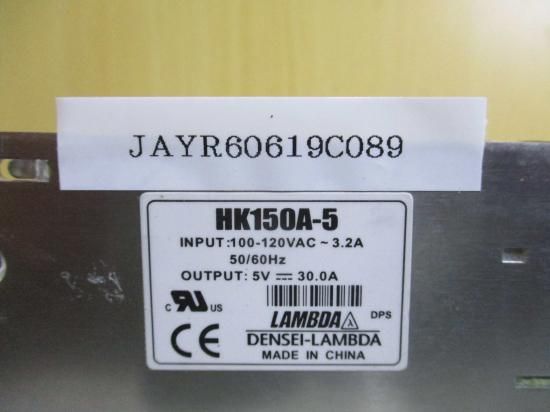 JAYR60619C089
HK150A-5
INPUT:100-120VAC ~ 3.2A
50/60Hz
OUTPUT: 5V ⎓ 30.0A
c RU US
LAMBDA DPS
CE
DENSEI-LAMBDA
MADE IN CHINA